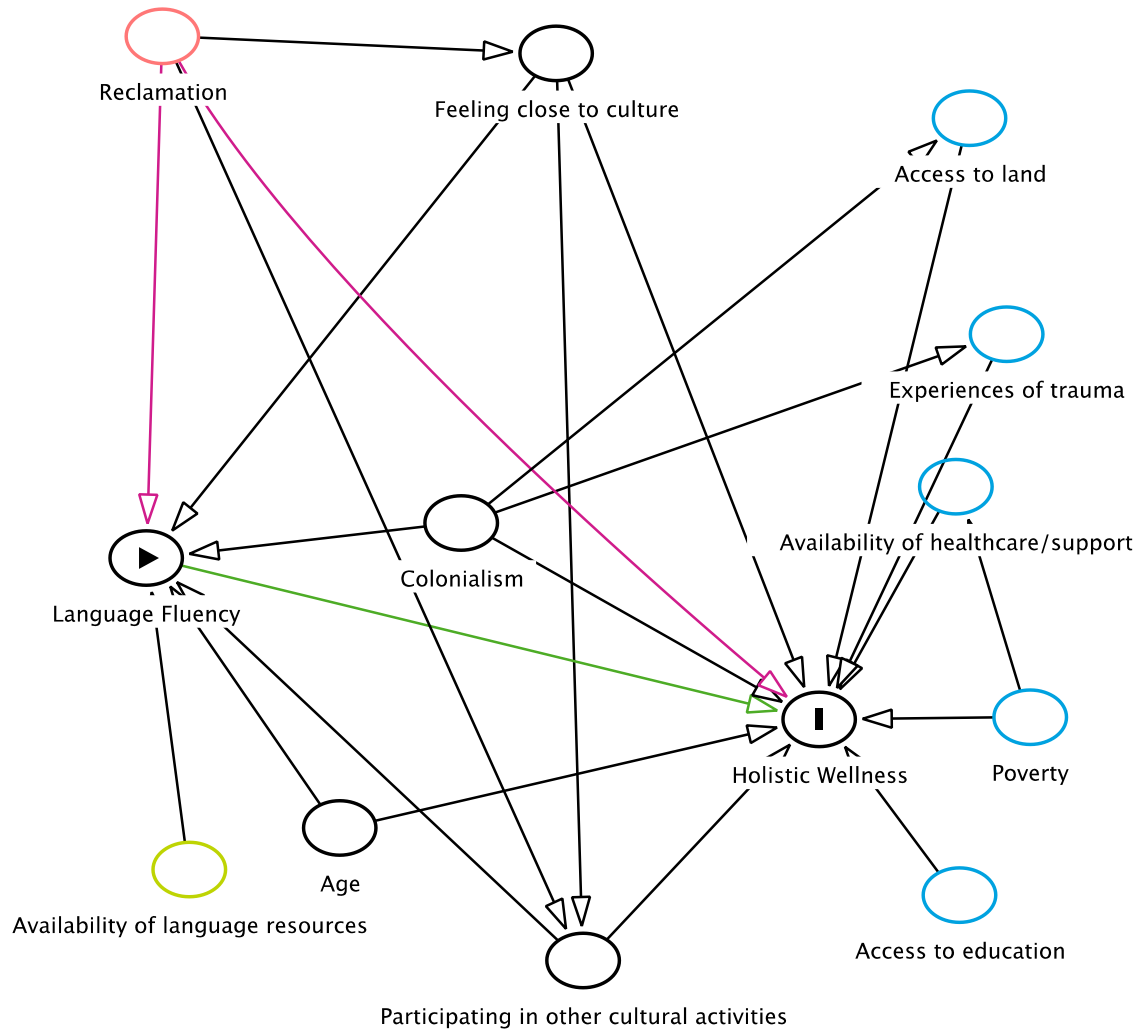 Reclamation
Feeling close to culture
Access to land
Experiences of trauma
Availability of healthcare/support
Colonialism
Language Fluency
Holistic Wellness
Poverty
Age
Availability of language resources
Access to education
Participating in other cultural activities